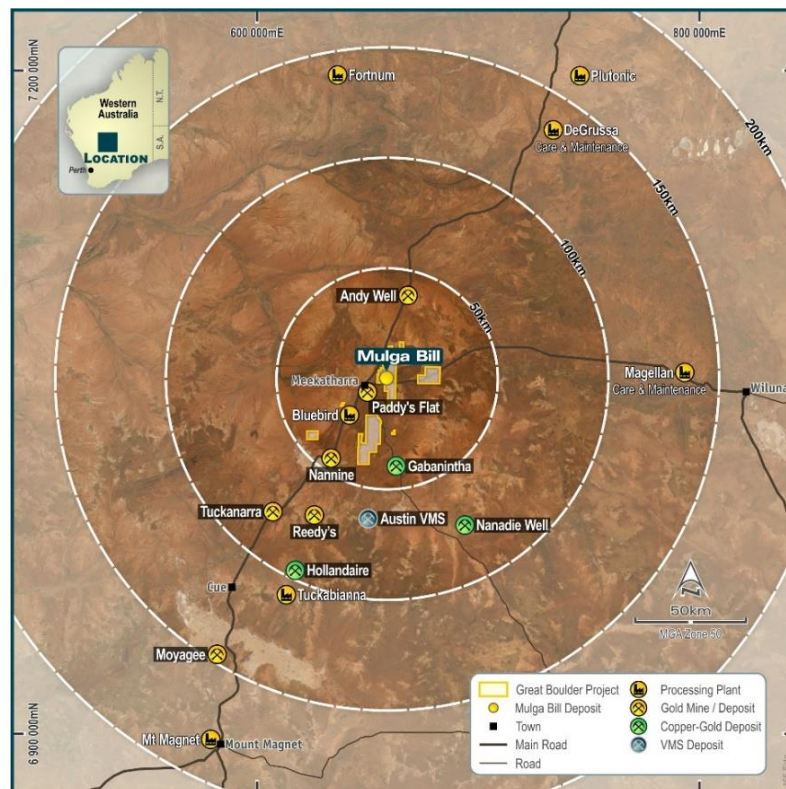 600 000mE
800 000mE
7 200 000mN
Western
Australia
N.T.
S.A.
LOCATION
Perth
Fortnum
Plutonic
DeGrussa
Care & Maintenance
200km
150km
100km
50km
Andy Well
Mulga Bill
Meekatharra
Paddy's Flat
Magellan
Care & Maintenance
Wiluna
Bluebird
Nannine
Gabanintha
Tuckanarra
Reedy's
Austin VMS
Nanadie Well
Hollandaire
Cue
Tuckabianna
50km
MGA Zone 50
Moyagee
Mt Magnet
Mount Magnet
6 900 000mN
Great Boulder Project
Mulga Bill Deposit
Town
Main Road
Road
Processing Plant
Gold Mine / Deposit
Copper-Gold Deposit
VMS Deposit